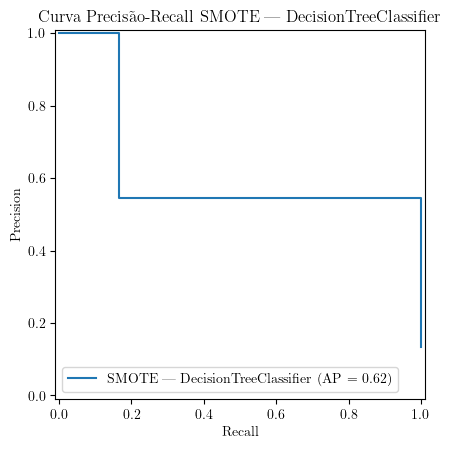 Curva Precisão-Recall SMOTE — DecisionTreeClassifier
1.0
0.8
0.6
0.4
0.2
0.0
Precision
SMOTE — DecisionTreeClassifier (AP = 0.62)
0.0 0.2 0.4 0.6 0.8 1.0
Recall